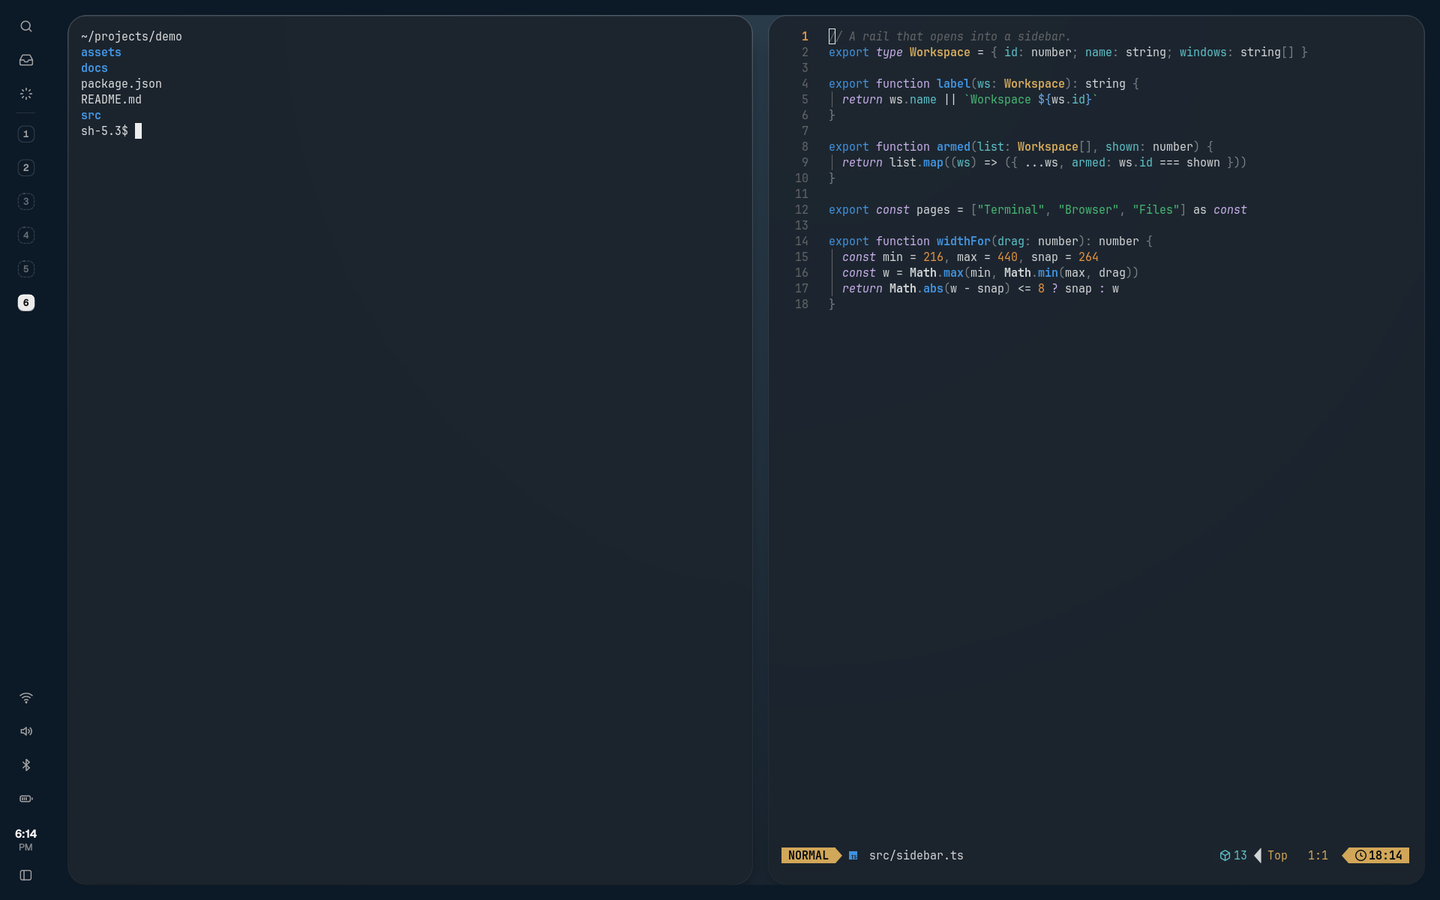 1
2
3
4
5
6
6:14
PM
~/projects/demo
assets
docs
package.json
README.md
src
sh-5.3$
1 // A rail that opens into a sidebar.
2 export type Workspace = { id: number; name: string; windows: string[] }
3
4 export function label(ws: Workspace): string {
5   return ws.name || `Workspace ${ws.id}`
6 }
7
8 export function armed(list: Workspace[], shown: number) {
9   return list.map((ws) => ({ ...ws, armed: ws.id === shown }))
10 }
11
12 export const pages = ["Terminal", "Browser", "Files"] as const
13
14 export function widthFor(drag: number): number {
15   const min = 216, max = 440, snap = 264
16   const w = Math.max(min, Math.min(max, drag))
17   return Math.abs(w - snap) <= 8 ? snap : w
18 }
NORMAL TS src/sidebar.ts 13 Top 1:1 18:14